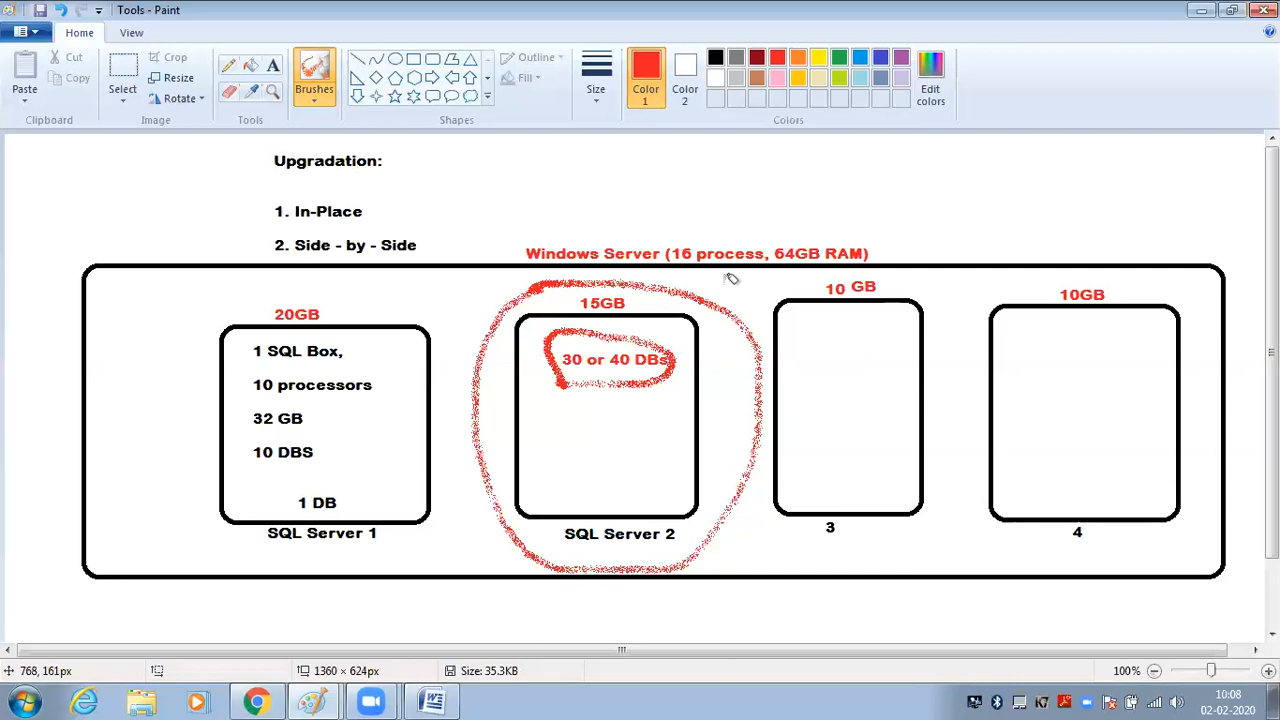 Tools - Paint
Home
View
Paste
Cut
Copy
Clipboard
Select
Crop
Resize
Rotate
Image
Tools
Brushes
Outline
Fill
Shapes
Size
Color 1
Color 2
Edit colors
Colors
Upgradation:
1. In-Place
2. Side - by - Side
Windows Server (16 process, 64GB RAM)
20GB
15GB
10 GB
10GB
1 SQL Box,
10 processors
32 GB
10 DBS
1 DB
SQL Server 1
30 or 40 DBs
SQL Server 2
3
4
768, 161px
1360 × 624px
Size: 35.3KB
100%
10:08
02-02-2020